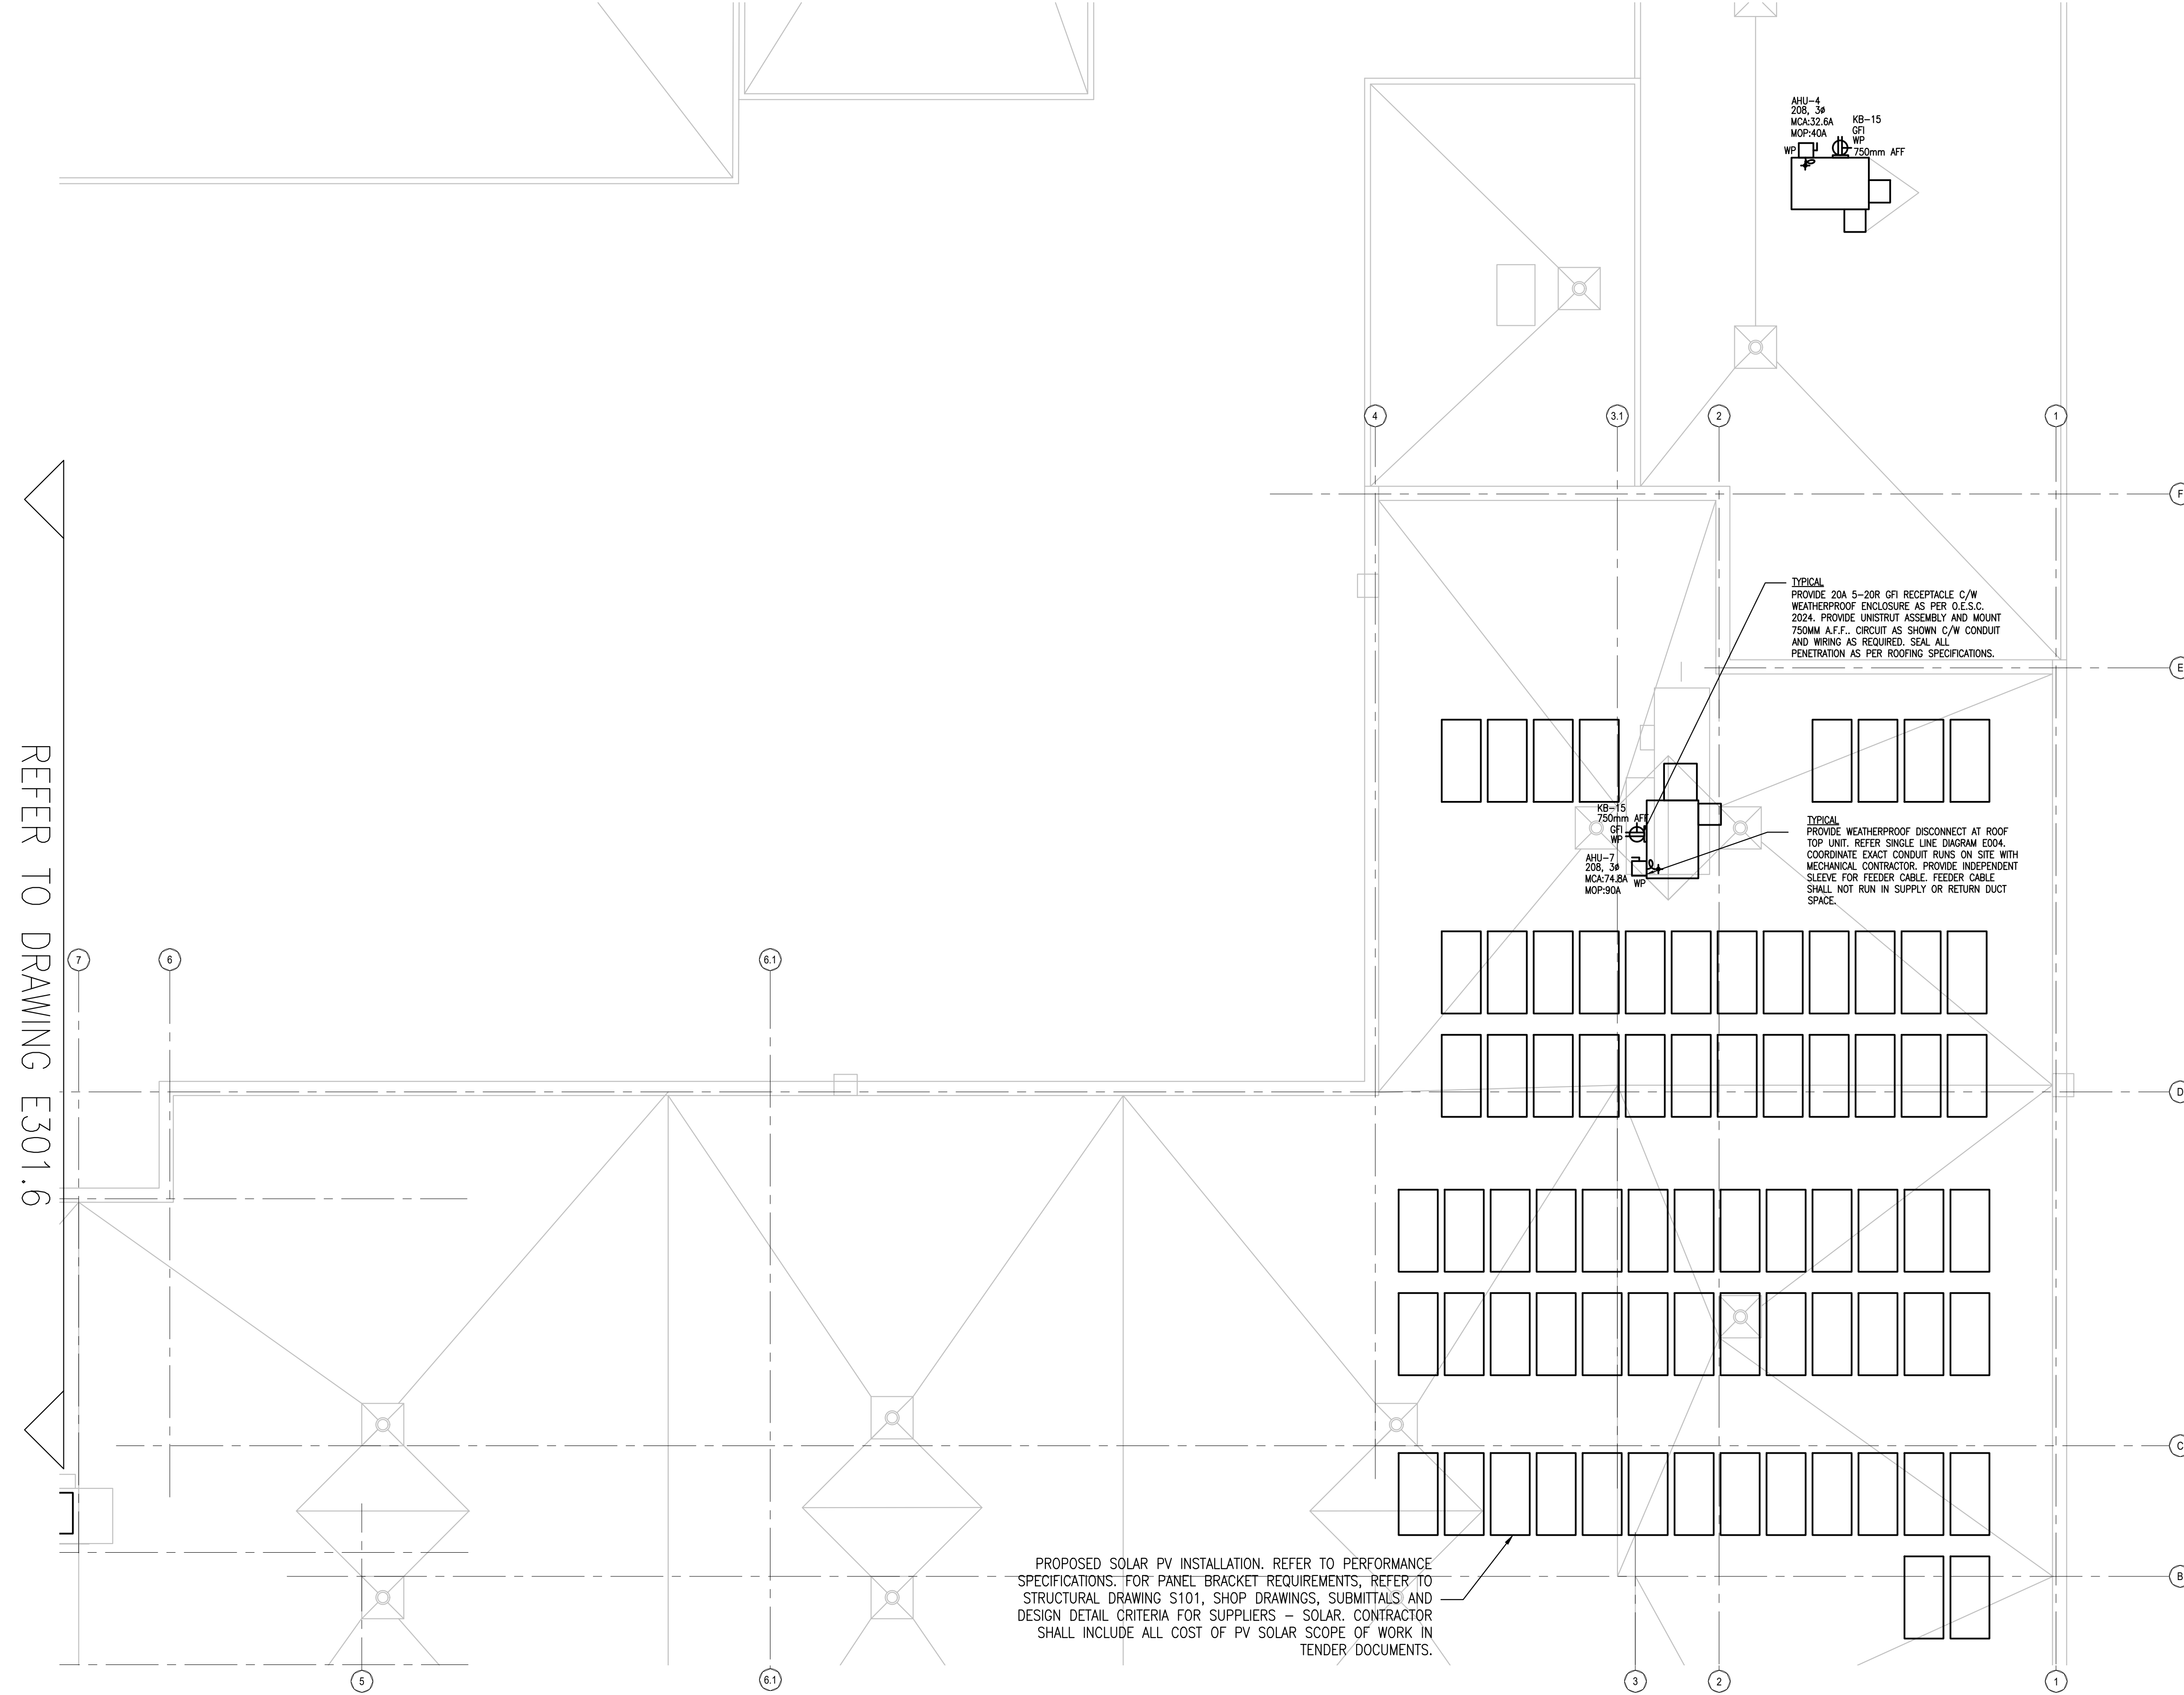 AHU-4
208, 3ø
MCA:32.6A
MOP:40A
KB-15
GFI
WP
750mm AFF
WP
4
3.1
2
1
F
TYPICAL
PROVIDE 20A 5-20R GFI RECEPTACLE C/W
WEATHERPROOF ENCLOSURE AS PER O.E.S.C.
2024. PROVIDE UNISTRUT ASSEMBLY AND MOUNT
750MM A.F.F.. CIRCUIT AS SHOWN C/W CONDUIT
AND WIRING AS REQUIRED. SEAL ALL
PENETRATION AS PER ROOFING SPECIFICATIONS.
E
KB-15
750mm AFF
GFI
WP
AHU-7
208, 3ø
MCA:74.8A
MOP:90A
WP
TYPICAL
PROVIDE WEATHERPROOF DISCONNECT AT ROOF
TOP UNIT. REFER SINGLE LINE DIAGRAM E004.
COORDINATE EXACT CONDUIT RUNS ON SITE WITH
MECHANICAL CONTRACTOR. PROVIDE INDEPENDENT
SLEEVE FOR FEEDER CABLE. FEEDER CABLE
SHALL NOT RUN IN SUPPLY OR RETURN DUCT
SPACE.
REFER TO DRAWING E301.6
7
6
6.1
D
C
PROPOSED SOLAR PV INSTALLATION. REFER TO PERFORMANCE
SPECIFICATIONS. FOR PANEL BRACKET REQUIREMENTS, REFER TO
STRUCTURAL DRAWING S101, SHOP DRAWINGS, SUBMITTALS AND
DESIGN DETAIL CRITERIA FOR SUPPLIERS – SOLAR. CONTRACTOR
SHALL INCLUDE ALL COST OF PV SOLAR SCOPE OF WORK IN
TENDER DOCUMENTS.
B
5
6.1
3
2
1